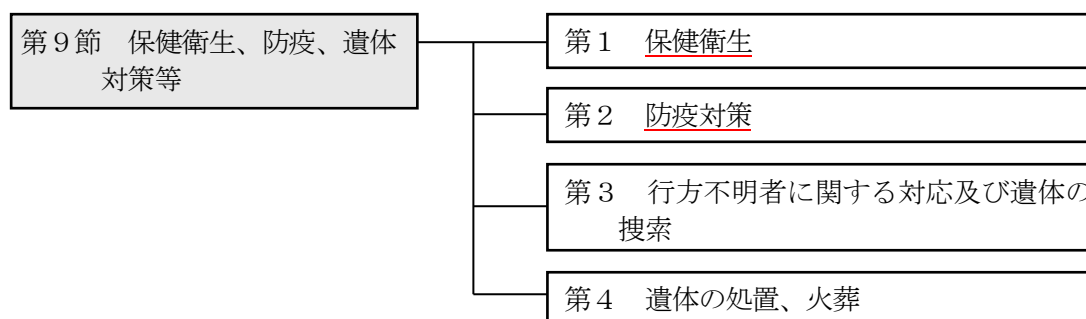 第９節　保健衛生、防疫、遺体
対策等
第１　保健衛生
第２　防疫対策
第３　行方不明者に関する対応及び遺体の
捜索
第４　遺体の処置、火葬